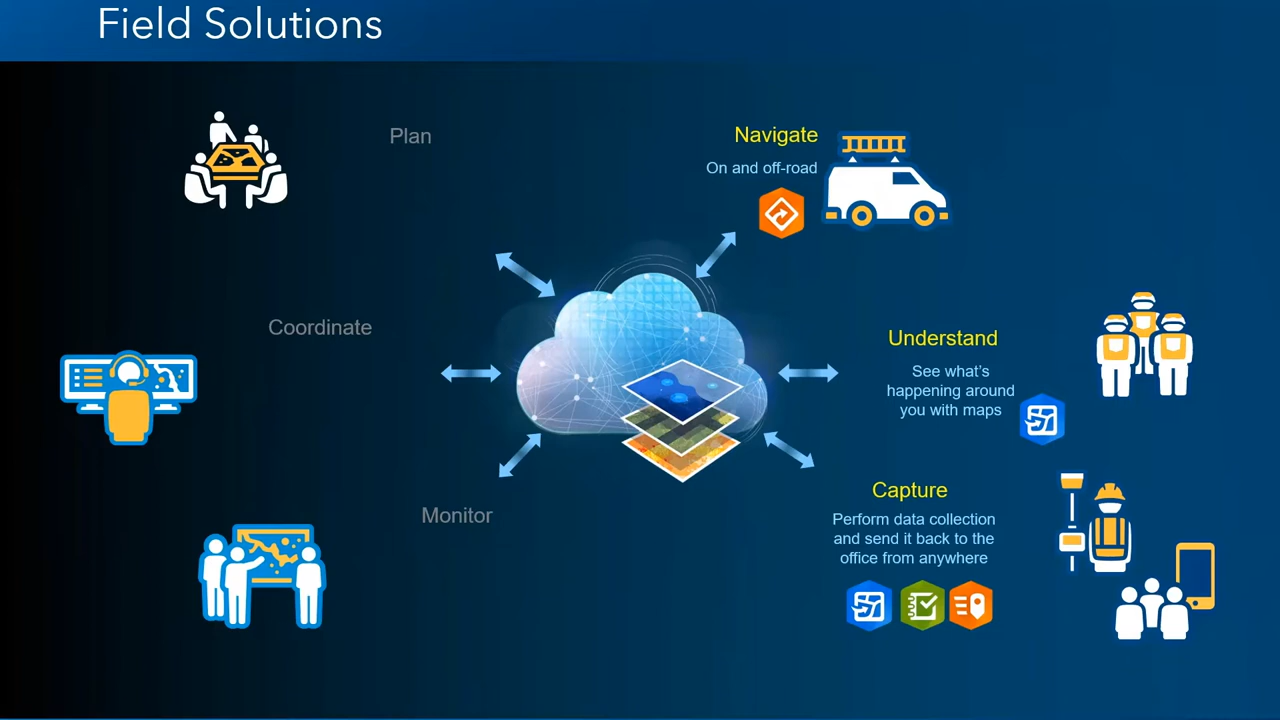 Field Solutions
Plan
Navigate
On and off-road
Coordinate
Understand
See what's
happening around
you with maps
Monitor
Capture
Perform data collection
and send it back to the
office from anywhere